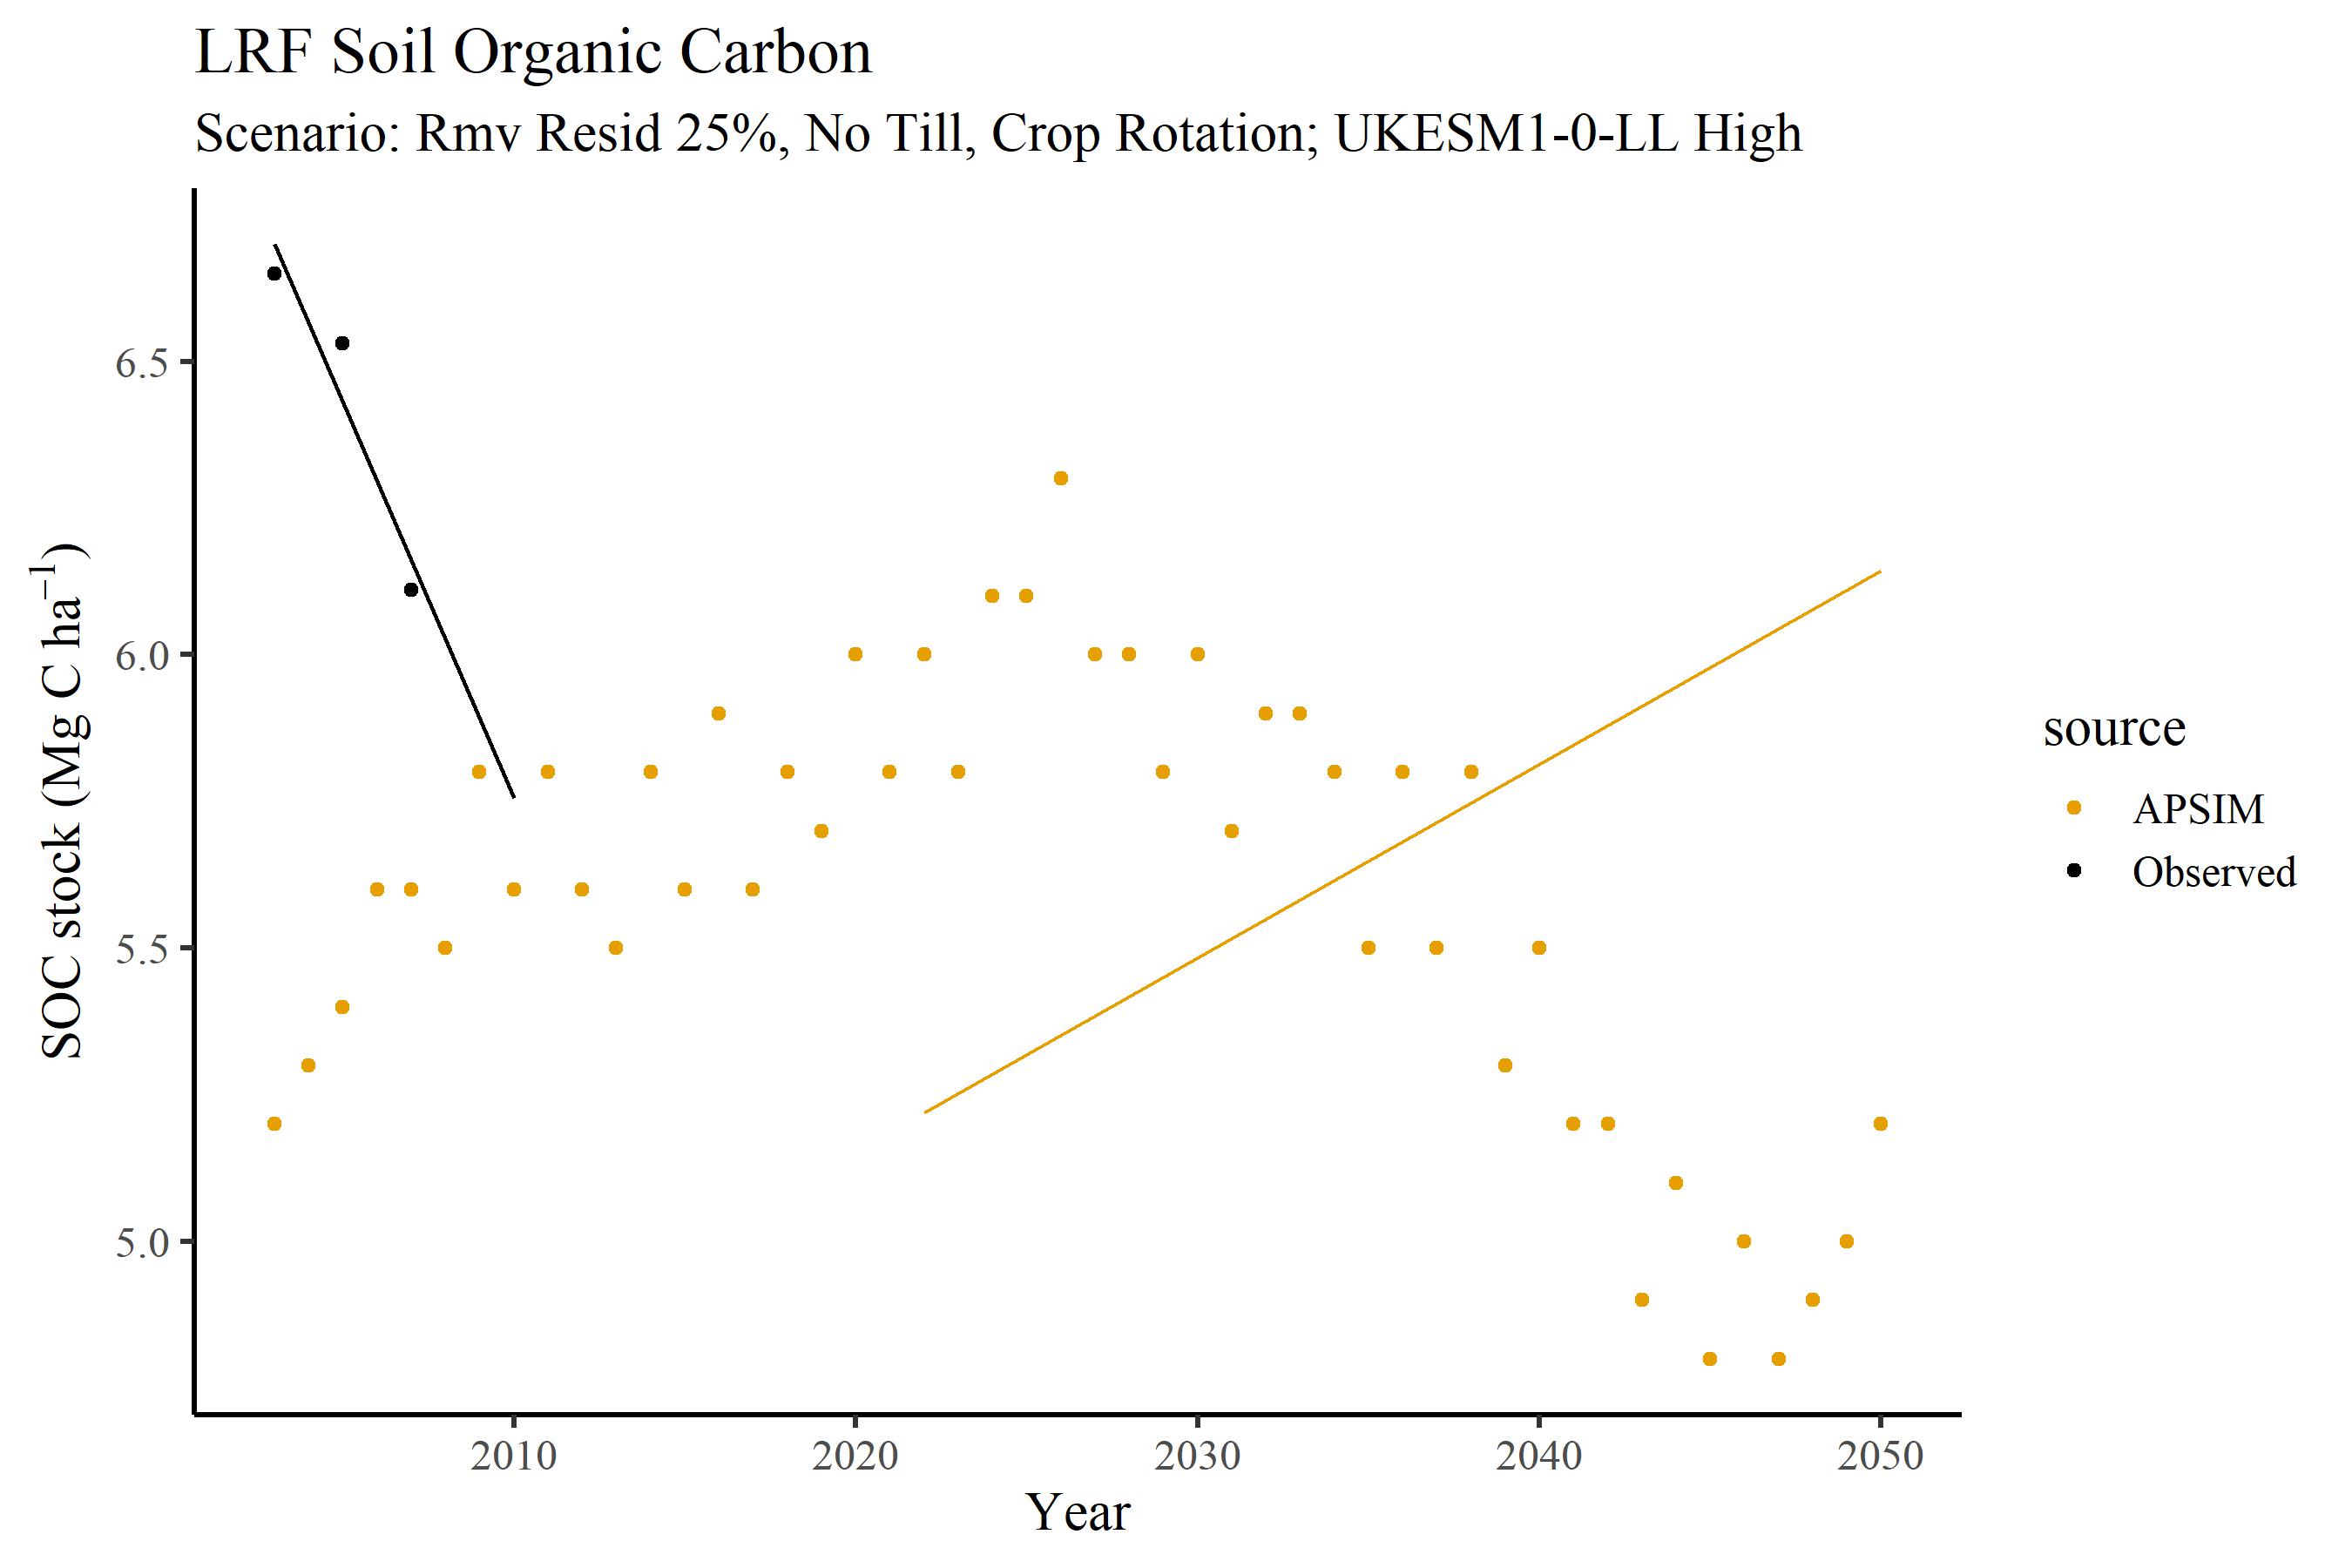 LRF Soil Organic Carbon
Scenario: Rmv Resid 25%, No Till, Crop Rotation; UKESM1-0-LL High
SOC stock (Mg C ha⁻¹)
6.5
6.0
5.5
5.0
2010 2020 2030 2040 2050
Year
source
APSIM
Observed